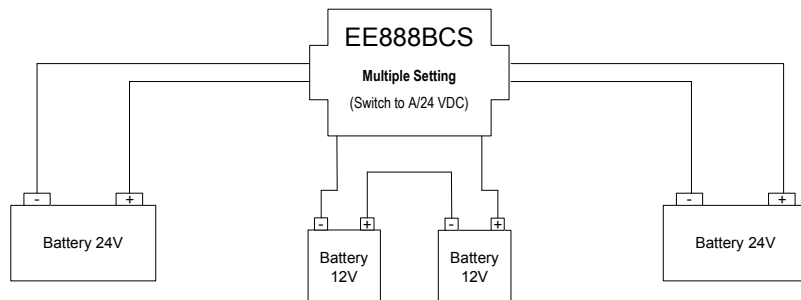 EE888BCS
Multiple Setting
(Switch to A/24 VDC)
- + - + - + - +
Battery 24V
Battery
12V
Battery
12V
Battery 24V